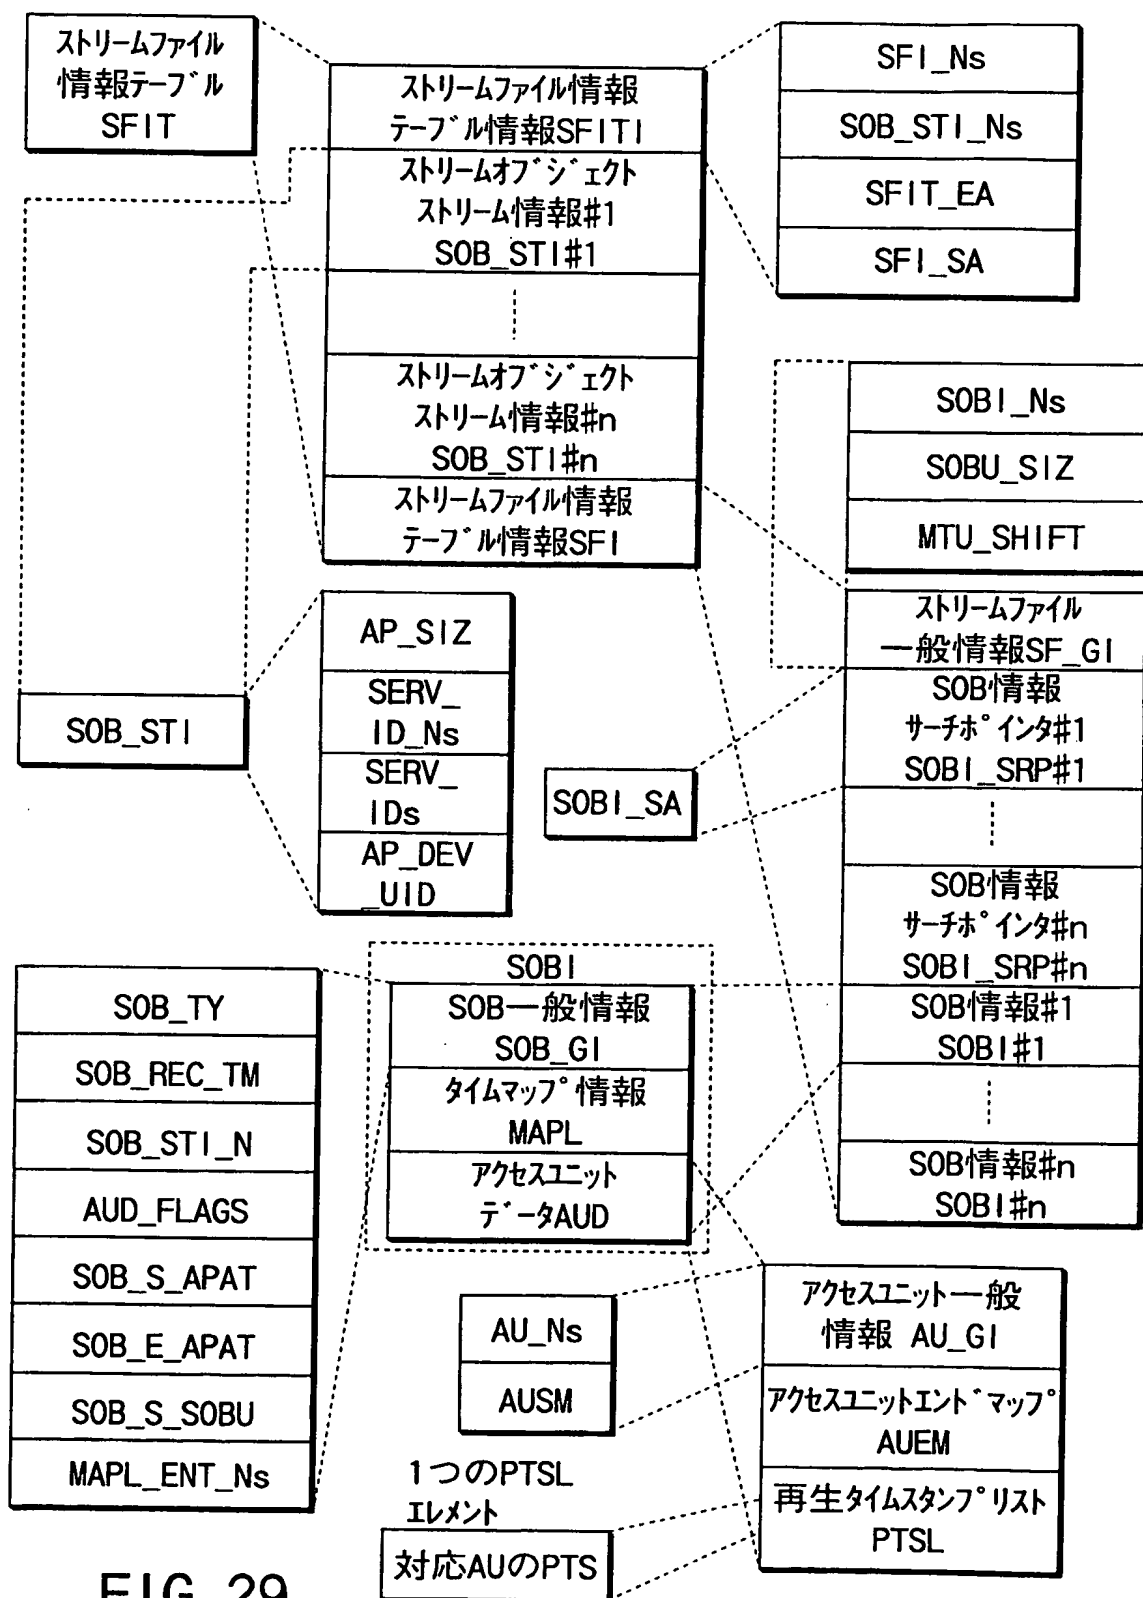 ストリームファイル
情報テーブル
SFIT
ストリームファイル情報
テーブル情報SFITI
ストリームオブジェクト
ストリーム情報#1
SOB_STI#1
ストリームオブジェクト
ストリーム情報#n
SOB_STI#n
ストリームファイル情報
テーブル情報SFI
SFI_Ns
SOB_STI_Ns
SFIT_EA
SFI_SA
SOBI_Ns
SOBU_SIZ
MTU_SHIFT
ストリームファイル
一般情報SF_GI
SOB情報
サーチポインタ#1
SOBI_SRP#1
SOB情報
サーチポインタ#n
SOBI_SRP#n
SOB情報#1
SOBI#1
SOB情報#n
SOBI#n
SOB_STI
AP_SIZ
SERV_
ID_Ns
SERV_
IDs
AP_DEV
_UID
SOBI_SA
SOBI
SOB一般情報
SOB_GI
タイムマップ情報
MAPL
アクセスユニット
データAUD
SOB_TY
SOB_REC_TM
SOB_STI_N
AUD_FLAGS
SOB_S_APAT
SOB_E_APAT
SOB_S_SOBU
MAPL_ENT_Ns
AU_Ns
AUSM
アクセスユニット一般
情報 AU_GI
アクセスユニットエンドマップ
AUEM
再生タイムスタンプリスト
PTSL
1つのPTSL
エレメント
対応AUのPTS
FIG. 29